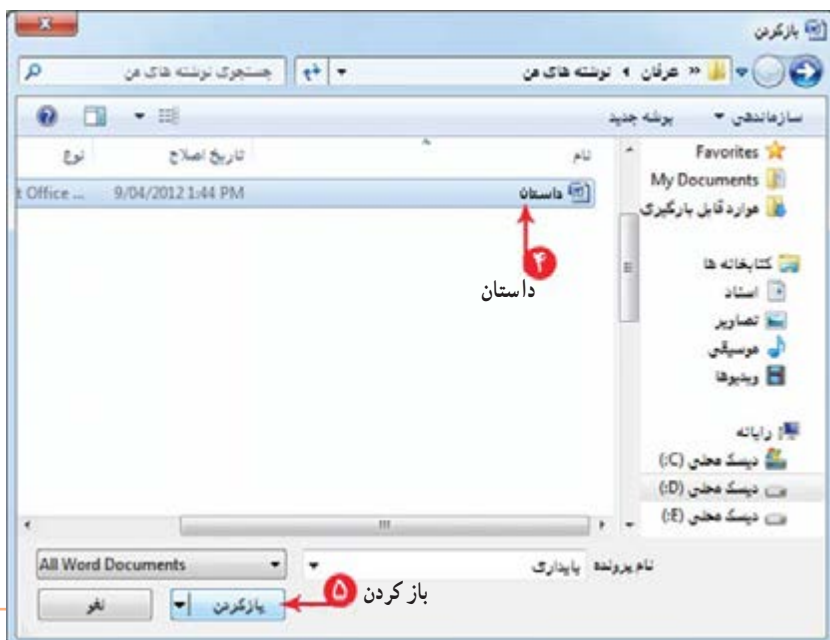 بازکردن
« عرفان ‹ نوشته های من
جستجوی نوشته های من
سازماندهی پوشه جدید
نام تاریخ اصلاح نوع
داستان 9/04/2012 1:44 PM t Office ...
۴
داستان
Favorites
My Documents
موارد قابل بارگیری
کتابخانه ها
اسناد
تصاویر
موسیقی
ویدیوها
رایانه
دیسک محلی (C:)
دیسک محلی (D:)
دیسک محلی (E:)
نام پرونده پایداری All Word Documents
باز کردن ۵ بازکردن لغو